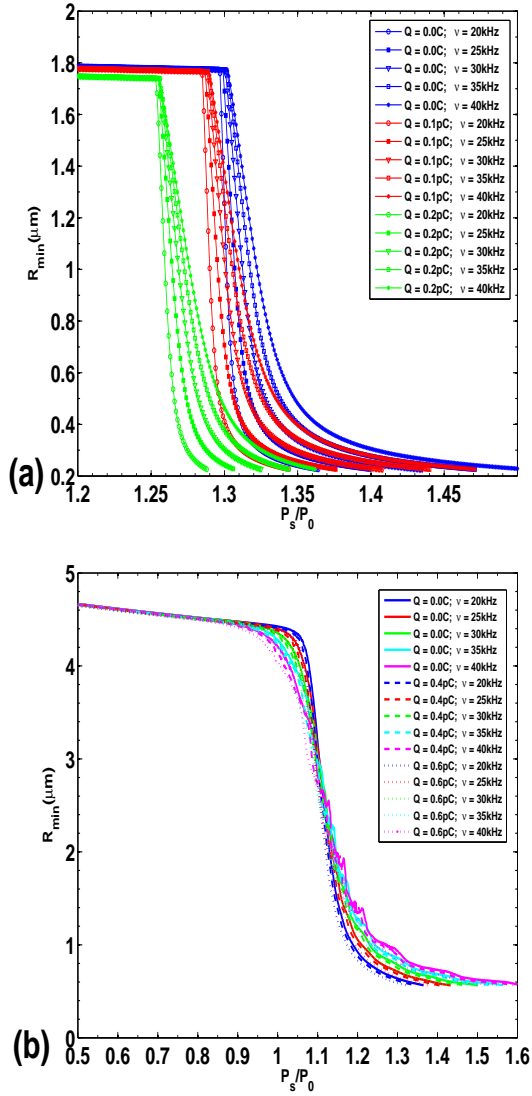 2
1.8
1.6
1.4
1.2
1
0.8
0.6
0.4
0.2
R_min(μm)
Q = 0.0C; ν = 20kHz
Q = 0.0C; ν = 25kHz
Q = 0.0C; ν = 30kHz
Q = 0.0C; ν = 35kHz
Q = 0.0C; ν = 40kHz
Q = 0.1pC; ν = 20kHz
Q = 0.1pC; ν = 25kHz
Q = 0.1pC; ν = 30kHz
Q = 0.1pC; ν = 35kHz
Q = 0.1pC; ν = 40kHz
Q = 0.2pC; ν = 20kHz
Q = 0.2pC; ν = 25kHz
Q = 0.2pC; ν = 30kHz
Q = 0.2pC; ν = 35kHz
Q = 0.2pC; ν = 40kHz
(a)
1.2 1.25 1.3 1.35 1.4 1.45
P_s/P_0
5
4
3
2
1
0
R_min(μm)
Q = 0.0C; ν = 20kHz
Q = 0.0C; ν = 25kHz
Q = 0.0C; ν = 30kHz
Q = 0.0C; ν = 35kHz
Q = 0.0C; ν = 40kHz
Q = 0.4pC; ν = 20kHz
Q = 0.4pC; ν = 25kHz
Q = 0.4pC; ν = 30kHz
Q = 0.4pC; ν = 35kHz
Q = 0.4pC; ν = 40kHz
Q = 0.6pC; ν = 20kHz
Q = 0.6pC; ν = 25kHz
Q = 0.6pC; ν = 30kHz
Q = 0.6pC; ν = 35kHz
Q = 0.6pC; ν = 40kHz
(b)
0.5 0.6 0.7 0.8 0.9 1 1.1 1.2 1.3 1.4 1.5 1.6
P_s/P_0